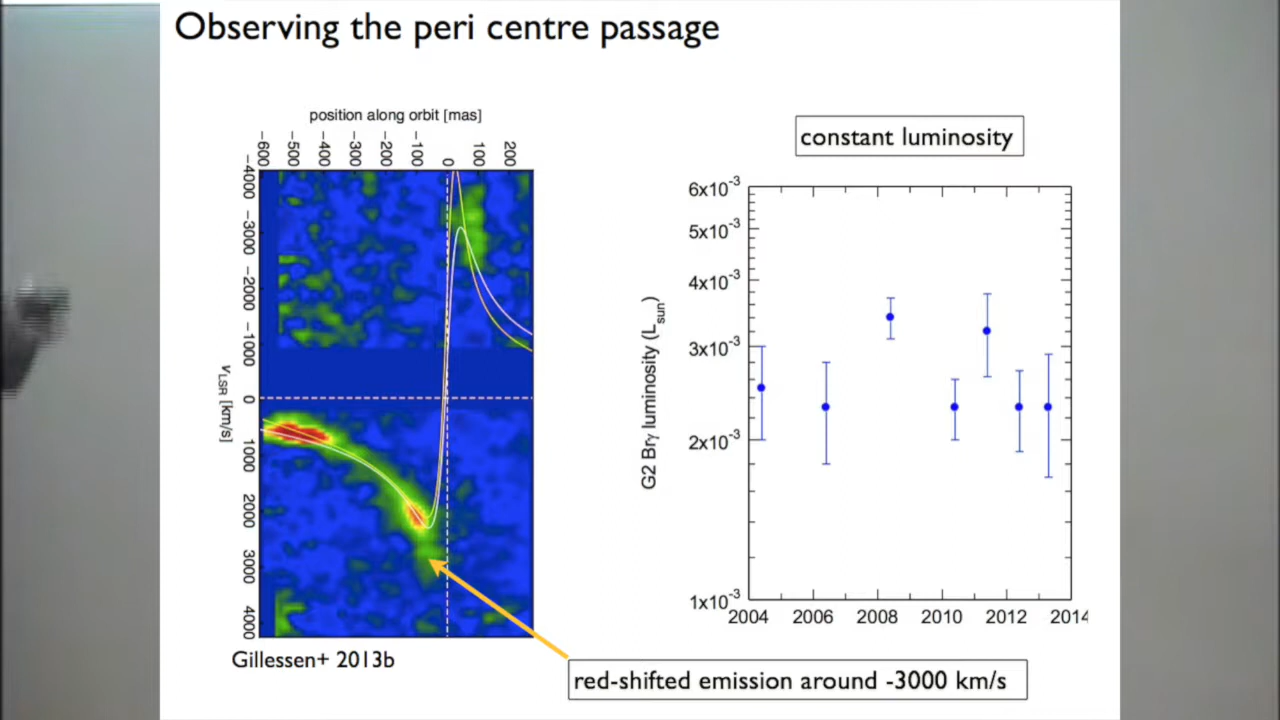 Observing the peri centre passage
position along orbit [mas]
−600 −500 −400 −300 −200 −100 0 100 200
−4000 −3000 −2000 −1000 0 1000 2000 3000 4000
vLSR [km/s]
Gillessen+ 2013b
constant luminosity
6x10⁻³
5x10⁻³
4x10⁻³
3x10⁻³
2x10⁻³
1x10⁻³
G2 Brγ luminosity (Lsun)
2004 2006 2008 2010 2012 2014
red-shifted emission around -3000 km/s